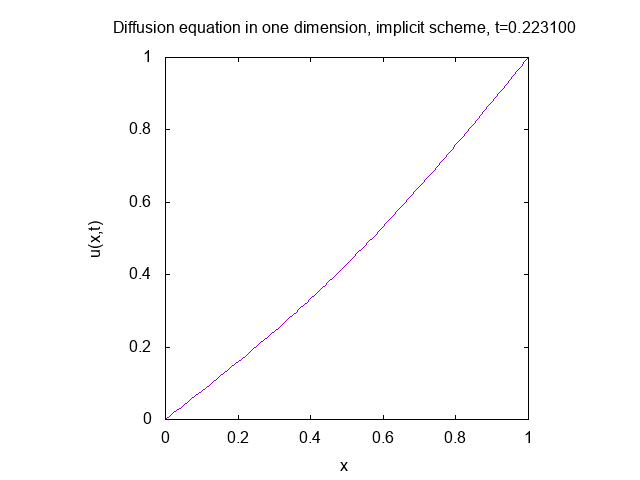 Diffusion equation in one dimension, implicit scheme, t=0.223100
1
0.8
0.6
0.4
0.2
0
u(x,t)
0 0.2 0.4 0.6 0.8 1
x